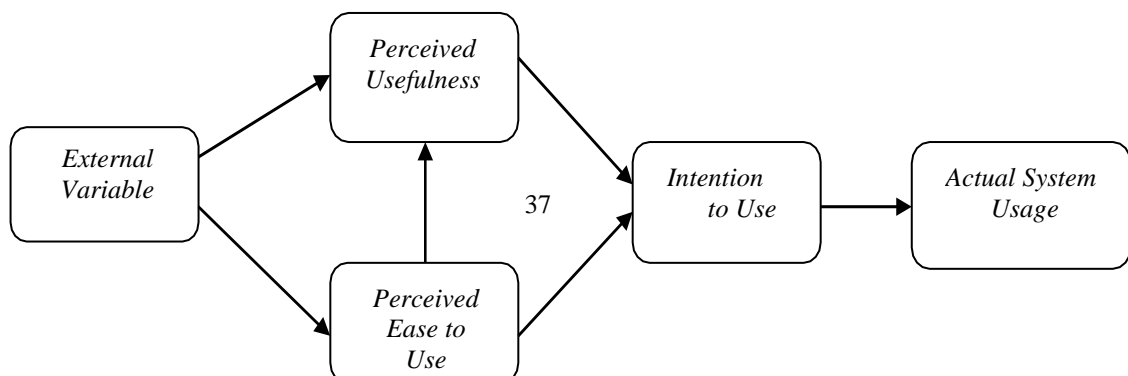 Perceived
Usefulness
External
Variable
37
Intention
to Use
Actual System
Usage
Perceived
Ease to
Use